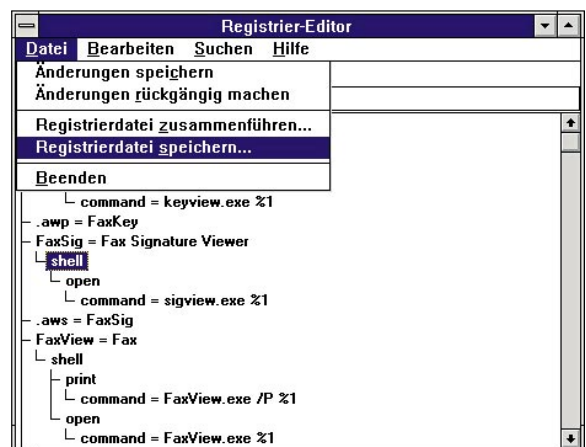 Registrier-Editor
Datei Bearbeiten Suchen Hilfe
Änderungen speichern
Änderungen rückgängig machen
Registrierdatei zusammenführen...
Registrierdatei speichern...
Beenden
command = keyview.exe %1
.awp = FaxKey
FaxSig = Fax Signature Viewer
shell
open
command = sigview.exe %1
.aws = FaxSig
FaxView = Fax
shell
print
command = FaxView.exe /P %1
open
command = FaxView.exe %1